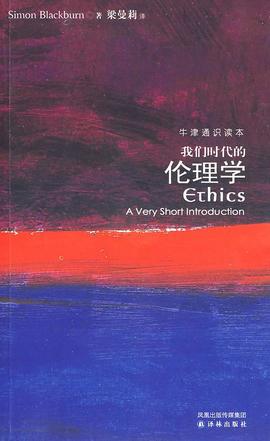 Simon Blackburn 著 梁曼莉 译
牛津通识读本
我们时代的
伦理学
Ethics
A Very Short Introduction
凤凰出版传媒集团
译林出版社